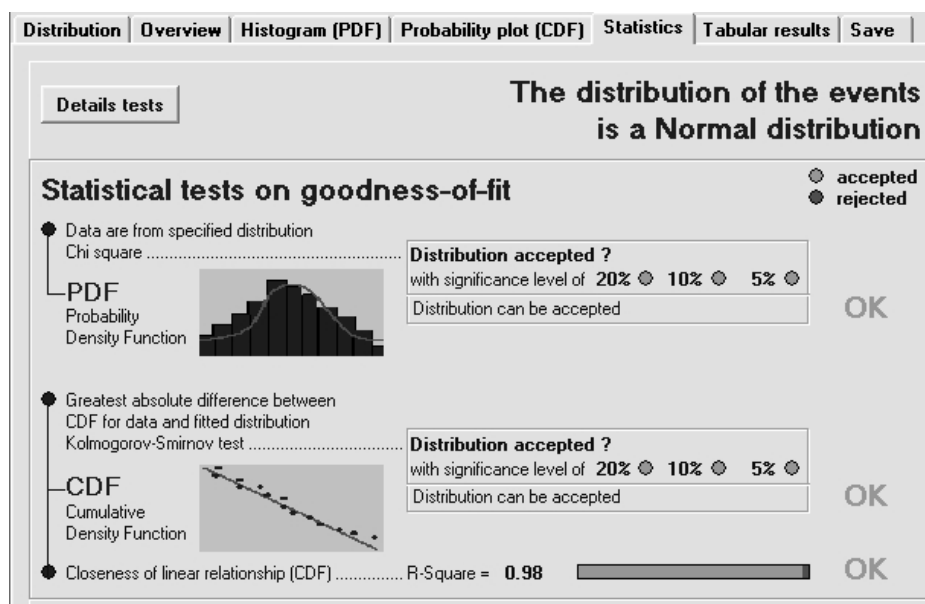 Distribution Overview Histogram (PDF) Probability plot (CDF) Statistics Tabular results Save
Details tests
The distribution of the events
is a Normal distribution
Statistical tests on goodness-of-fit
accepted
rejected
Data are from specified distribution
Chi square
Distribution accepted ?
with significance level of 20% 10% 5%
Distribution can be accepted
OK
PDF
Probability
Density Function
Greatest absolute difference between
CDF for data and fitted distribution
Kolmogorov-Smirnov test
Distribution accepted ?
with significance level of 20% 10% 5%
Distribution can be accepted
OK
CDF
Cumulative
Density Function
Closeness of linear relationship (CDF) .............. R-Square = 0.98 OK